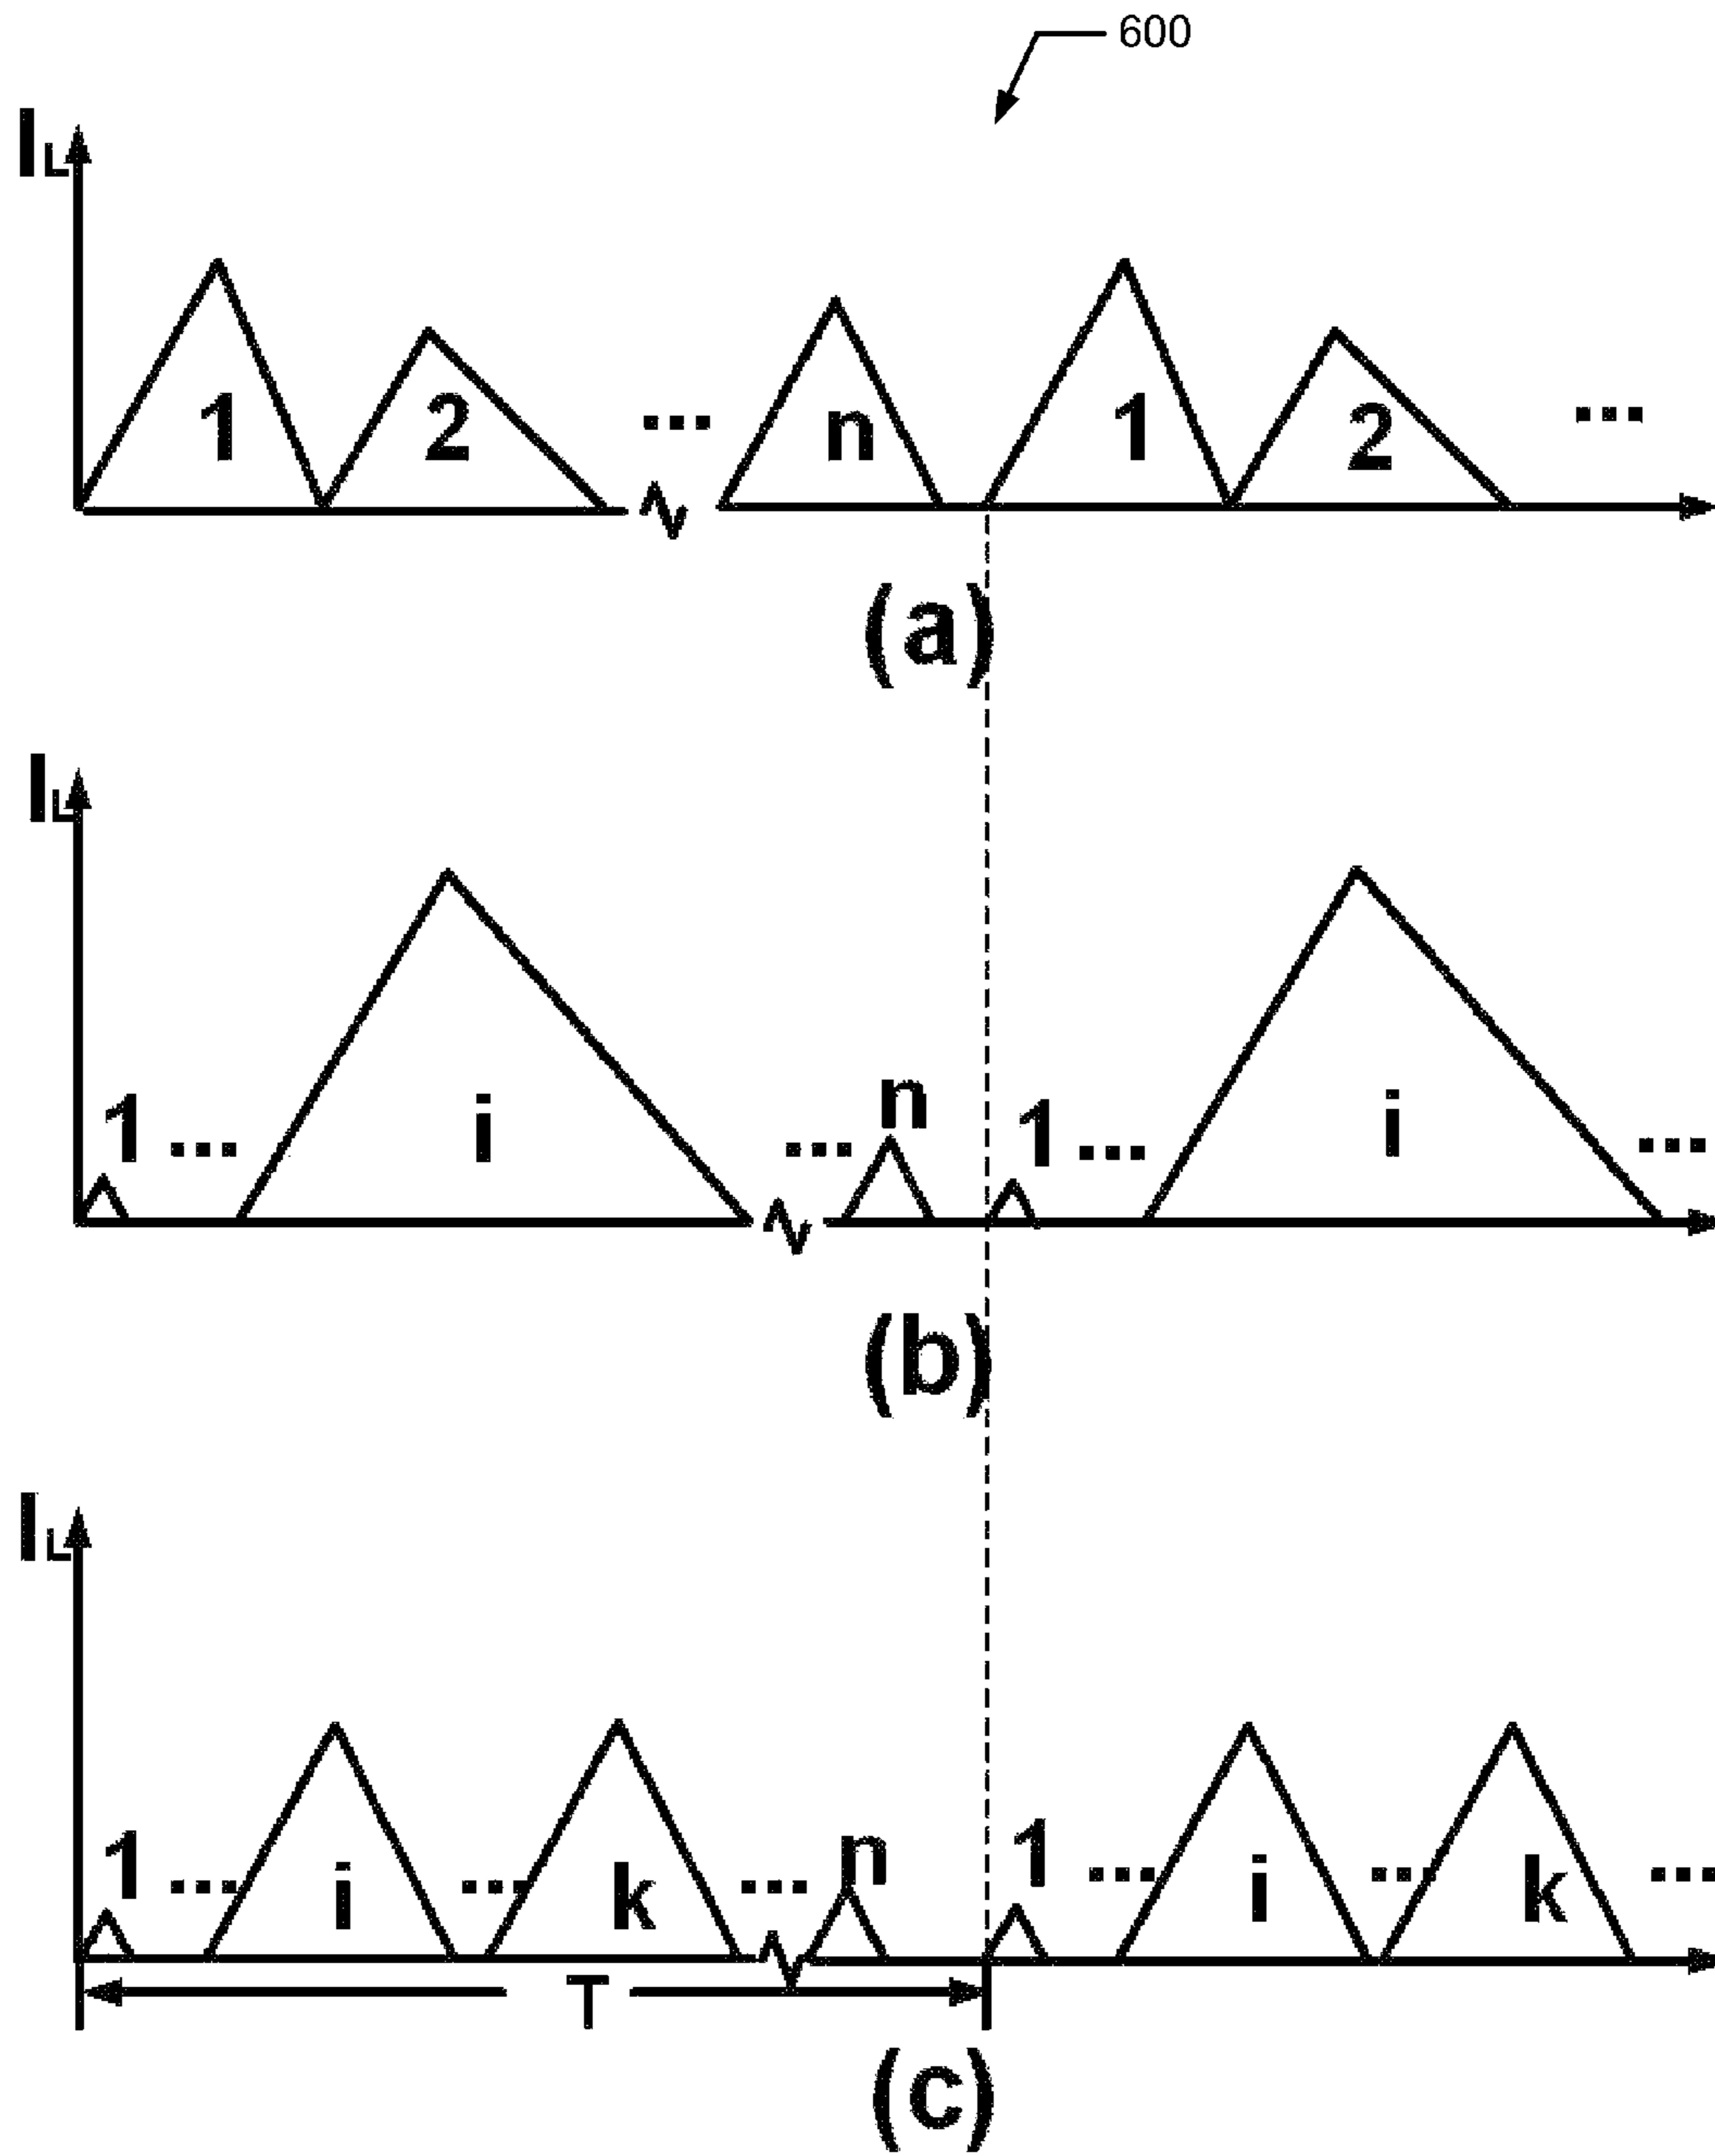 600
IL
1 2 ... n 1 2 ...
(a)
IL
1 ... i ... n 1 ... i ...
(b)
IL
1 ... i ... k ... n 1 ... i ... k ...
T
(c)